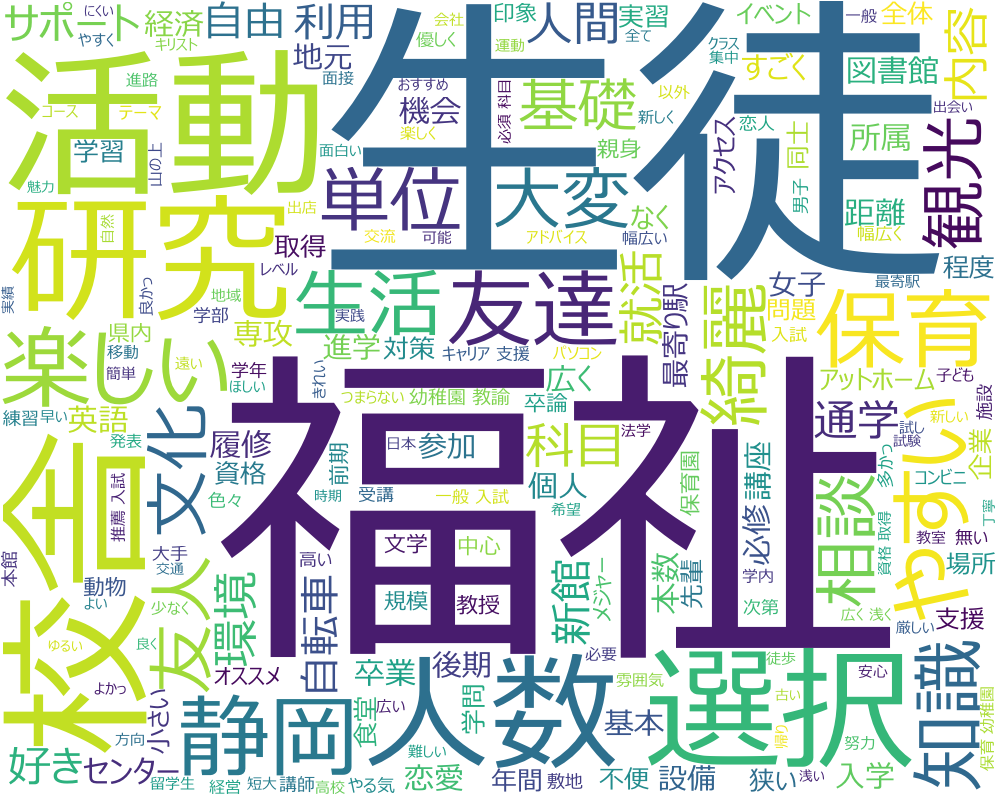 サポート
経済
自由
利用
印象
人間
実習
イベント
一般
全体
キリスト
やすく
にくい
地元
会社
優しく
運動
全て
クラス
集中
すごく
図書館
内容
活動
生徒
進路
コース
テーマ
面接
おすすめ
機会
楽しく
必須 科目
基礎
以外
新しく
恋人
アクセス
同士
所属
出会い
観光
学習
山の上
面白い
親身
男子
魅力
研究
出店
自然
単位
大変
なく
幅広い
距離
幅広く
取得
レベル
交流
可能
アドバイス
程度
最寄駅
実績
良かっ
地域
学部
生活
実践
友達
就活
最寄り駅
女子
問題
入試
綺麗
保育
楽しい
県内
移動
簡単
専攻
遠い
進学
対策
キャリア 支援
パソコン
学年
ほしい
きれい
つまらない
幼稚園 教諭
広く
卒論
アットホーム
子ども
施設
練習
早い
英語
発表
文化
履修
資格
色々
前期
時期
日本
受講
参加
科目
法学
一般 入試
希望
個人
保育園
講座
通学
新しい
試し
試験
多かっ
企業
コンビニ
校舎
推薦 入試
福祉
やすい
相談
丁寧
本館
大手
交通
動物
よい
少なく
友人
環境
自転車
高い
文学
中心
規模
教授
新館
メジャー
本数
先輩
必修
学内
次第
資格 取得
教室
無い
場所
広く 浅く
厳しい
支援
ゆるい
良く
オススメ
よかっ
小さい
静岡
卒業
後期
人数
必要
雰囲気
徒歩
選択
安心
知識
保育 幼稚園
方向
好き
センター
食堂
広い
難しい
学問
基本
古い
帰り
努力
留学生
経営
短大
講師
高校
やる気
恋愛
年間
敷地
不便
設備
狭い
浅い
入学